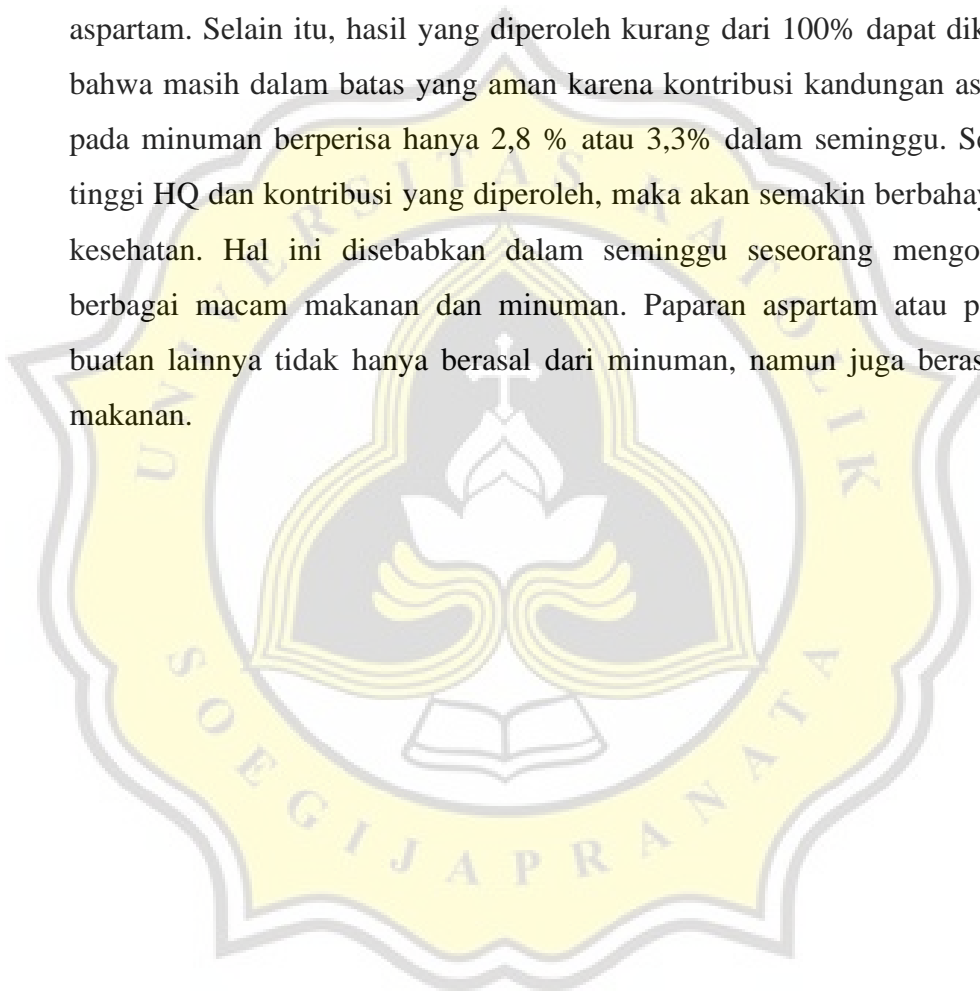 aspartam. Selain itu, hasil yang diperoleh kurang dari 100% dapat dik
bahwa masih dalam batas yang aman karena kontribusi kandungan as
pada minuman berperisa hanya 2,8 % atau 3,3% dalam seminggu. Se
tinggi HQ dan kontribusi yang diperoleh, maka akan semakin berbahay
kesehatan. Hal ini disebabkan dalam seminggu seseorang mengo
berbagai macam makanan dan minuman. Paparan aspartam atau p
buatan lainnya tidak hanya berasal dari minuman, namun juga beras
makanan.
UNIVERSITAS KATOLIK
SOEGIJAPRANATA